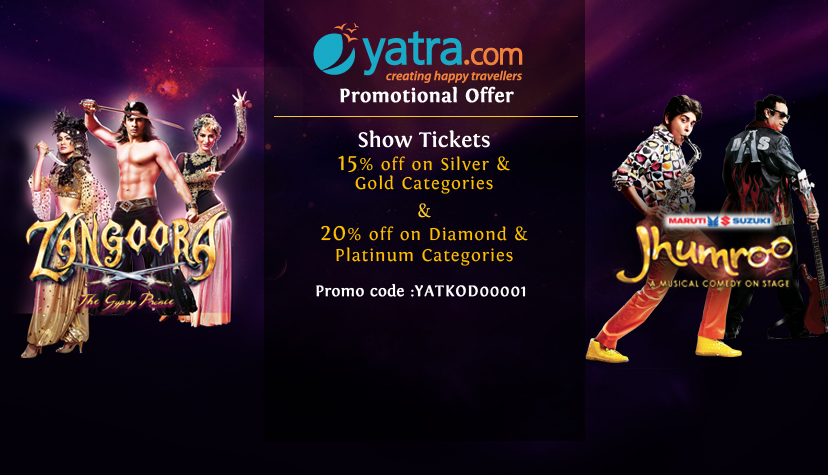 yatra.com
creating happy travellers
Promotional Offer
Show Tickets
15% off on Silver &
Gold Categories
&
20% off on Diamond &
Platinum Categories
Promo code :YATKOD00001
ZANGOORA
The Gypsy Prince
MARUTI SUZUKI
Jhumroo
A MUSICAL COMEDY ON STAGE